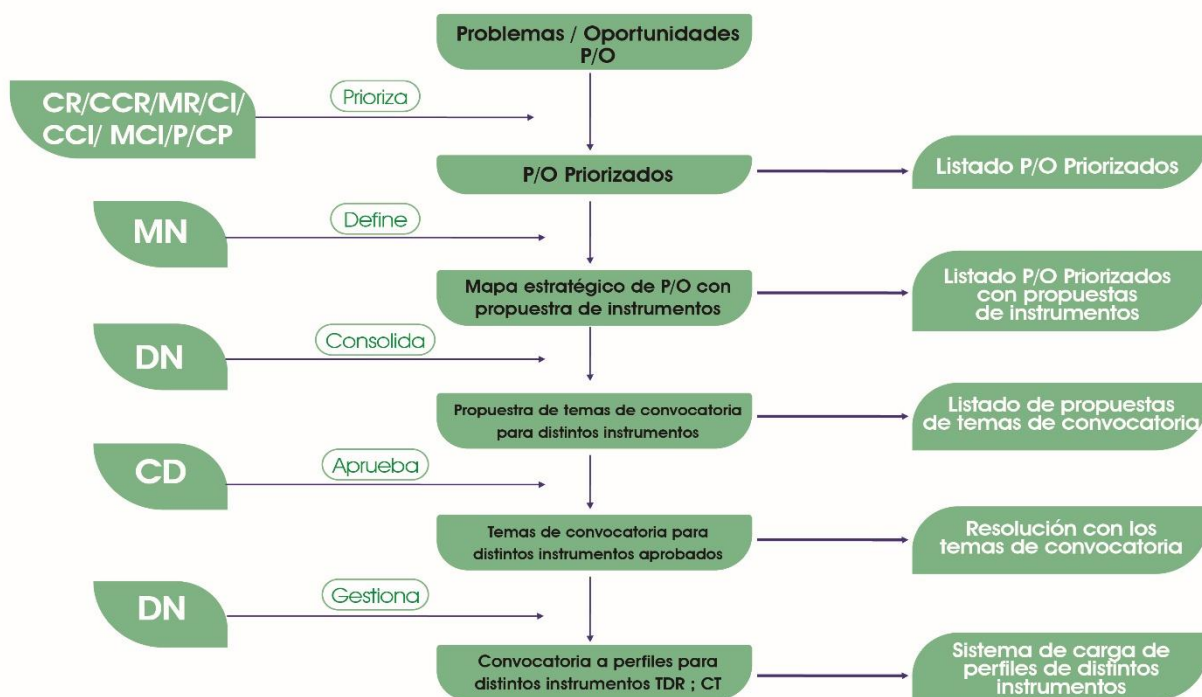 Problemas / Oportunidades
P/O
CR/CCR/MR/CI/
CCI/ MCI/P/CP
Prioriza
P/O Priorizados
Listado P/O Priorizados
MN
Define
Mapa estratégico de P/O con
propuestra de instrumentos
Listado P/O Priorizados
con propuestas
de instrumentos
DN
Consolida
Propuestra de temas de convocatoria
para distintos instrumentos
Listado de propuestas
de temas de convocatoria
CD
Aprueba
Temas de convocatoria para
distintos instrumentos aprobados
Resolución con los
temas de convocatoria
DN
Gestiona
Convocatoria a perfiles para
distintos instrumentos TDR ; CT
Sistema de carga de
perfiles de distintos
instrumentos